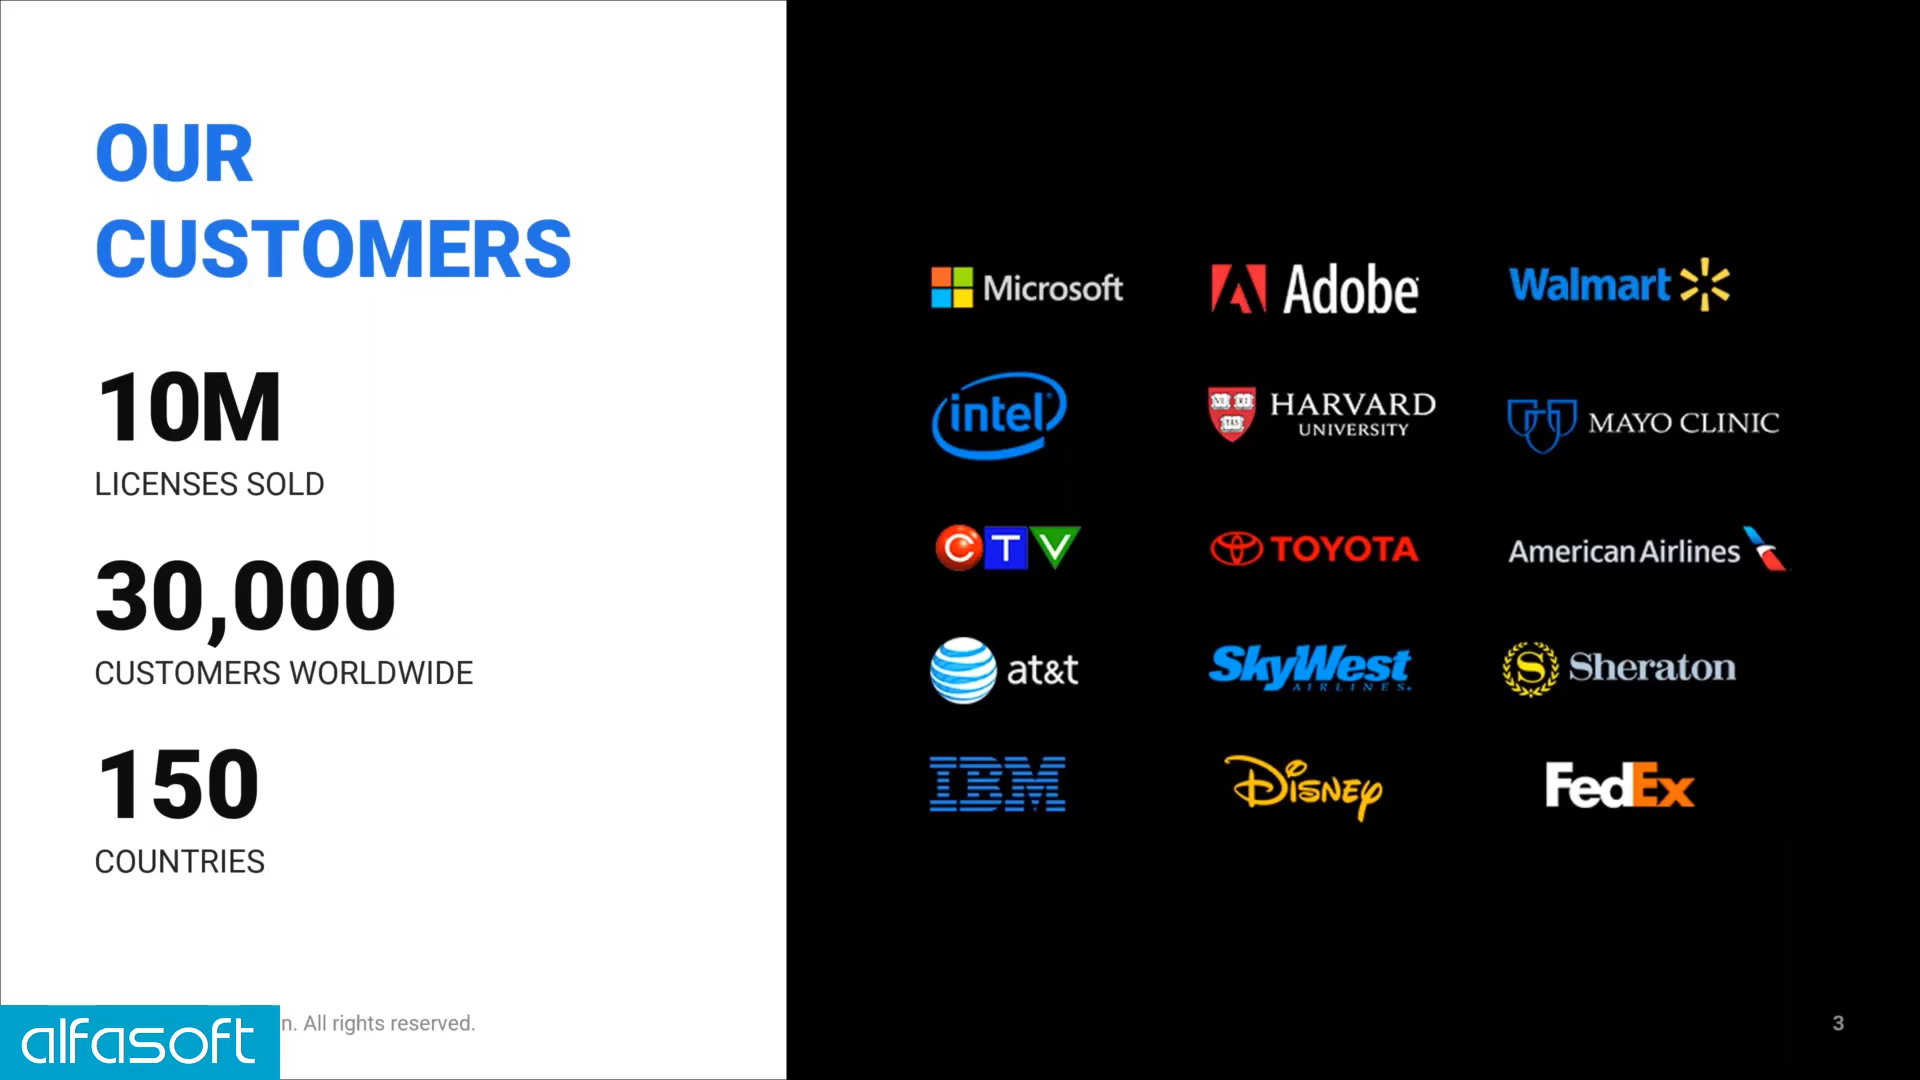 OUR
CUSTOMERS
10M
LICENSES SOLD
30,000
CUSTOMERS WORLDWIDE
150
COUNTRIES
Microsoft
Adobe
Walmart
intel
HARVARD
UNIVERSITY
MAYO CLINIC
CTV
TOYOTA
American Airlines
at&t
SkyWest
AIRLINES
S
Sheraton
IBM
Disney
FedEx
alfasoft
n. All rights reserved.
3